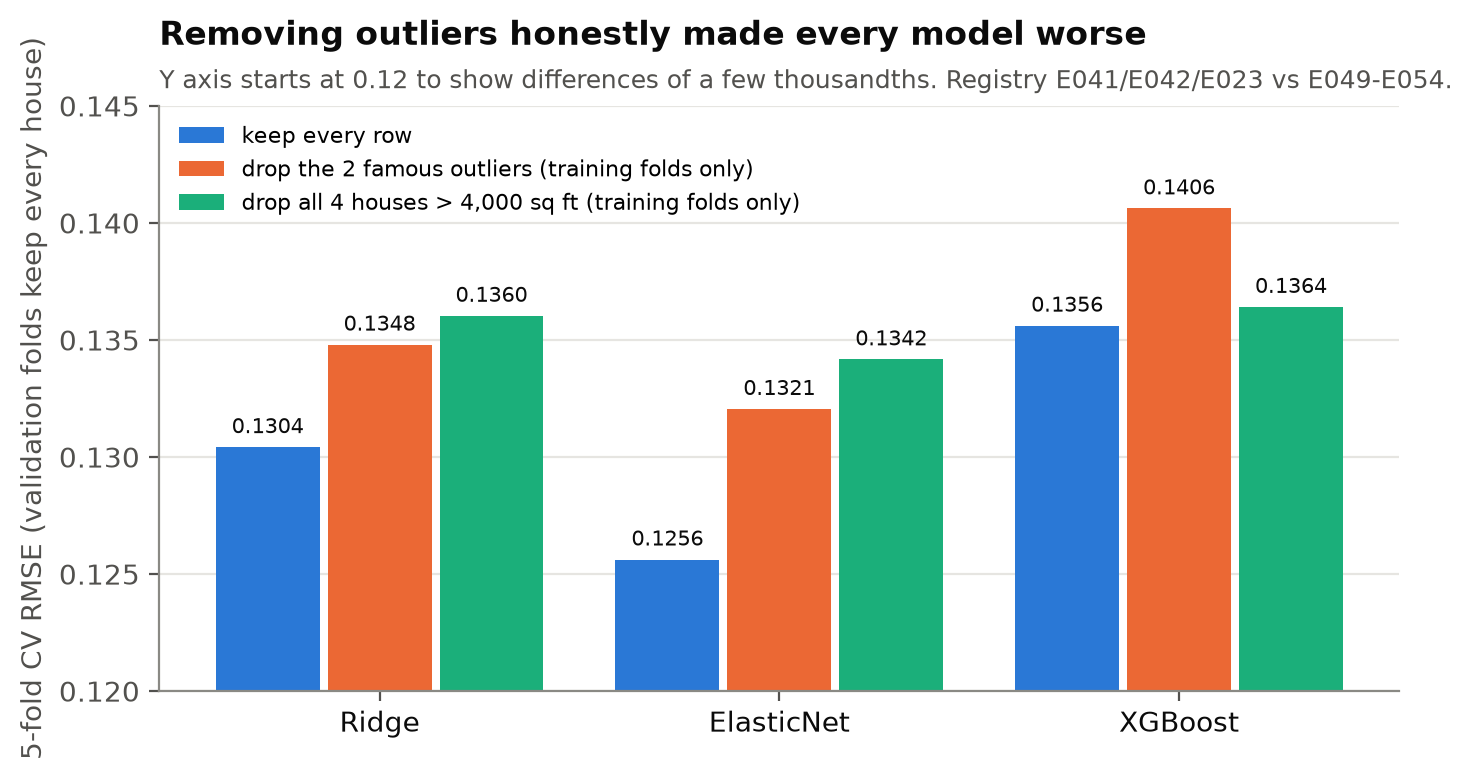 Removing outliers honestly made every model worse
Y axis starts at 0.12 to show differences of a few thousandths. Registry E041/E042/E023 vs E049-E054.
5-fold CV RMSE (validation folds keep every house)
0.145
0.140
0.135
0.130
0.125
0.120
keep every row
drop the 2 famous outliers (training folds only)
drop all 4 houses > 4,000 sq ft (training folds only)
0.1304
0.1348
0.1360
0.1256
0.1321
0.1342
0.1356
0.1406
0.1364
Ridge
ElasticNet
XGBoost